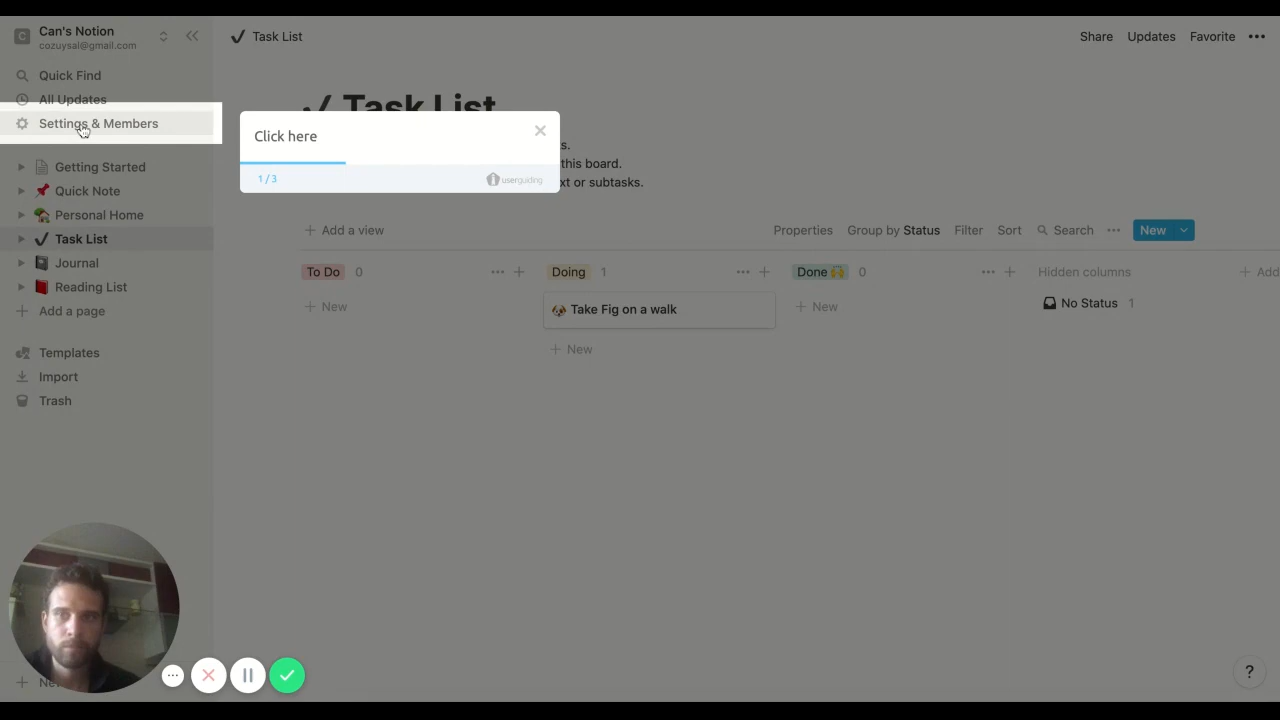 C Can's Notion
cozuysal@gmail.com
Quick Find
All Updates
Settings & Members
Getting Started
Quick Note
Personal Home
Task List
Journal
Reading List
Add a page
Templates
Import
Trash
Task List
Share Updates Favorite
Task List
Click here
1 / 3
userguiding
s.
this board.
xt or subtasks.
Add a view
Properties Group by Status Filter Sort Search New
To Do 0
New
Doing 1
Take Fig on a walk
New
Done 0
New
Hidden columns
No Status 1
Add
?